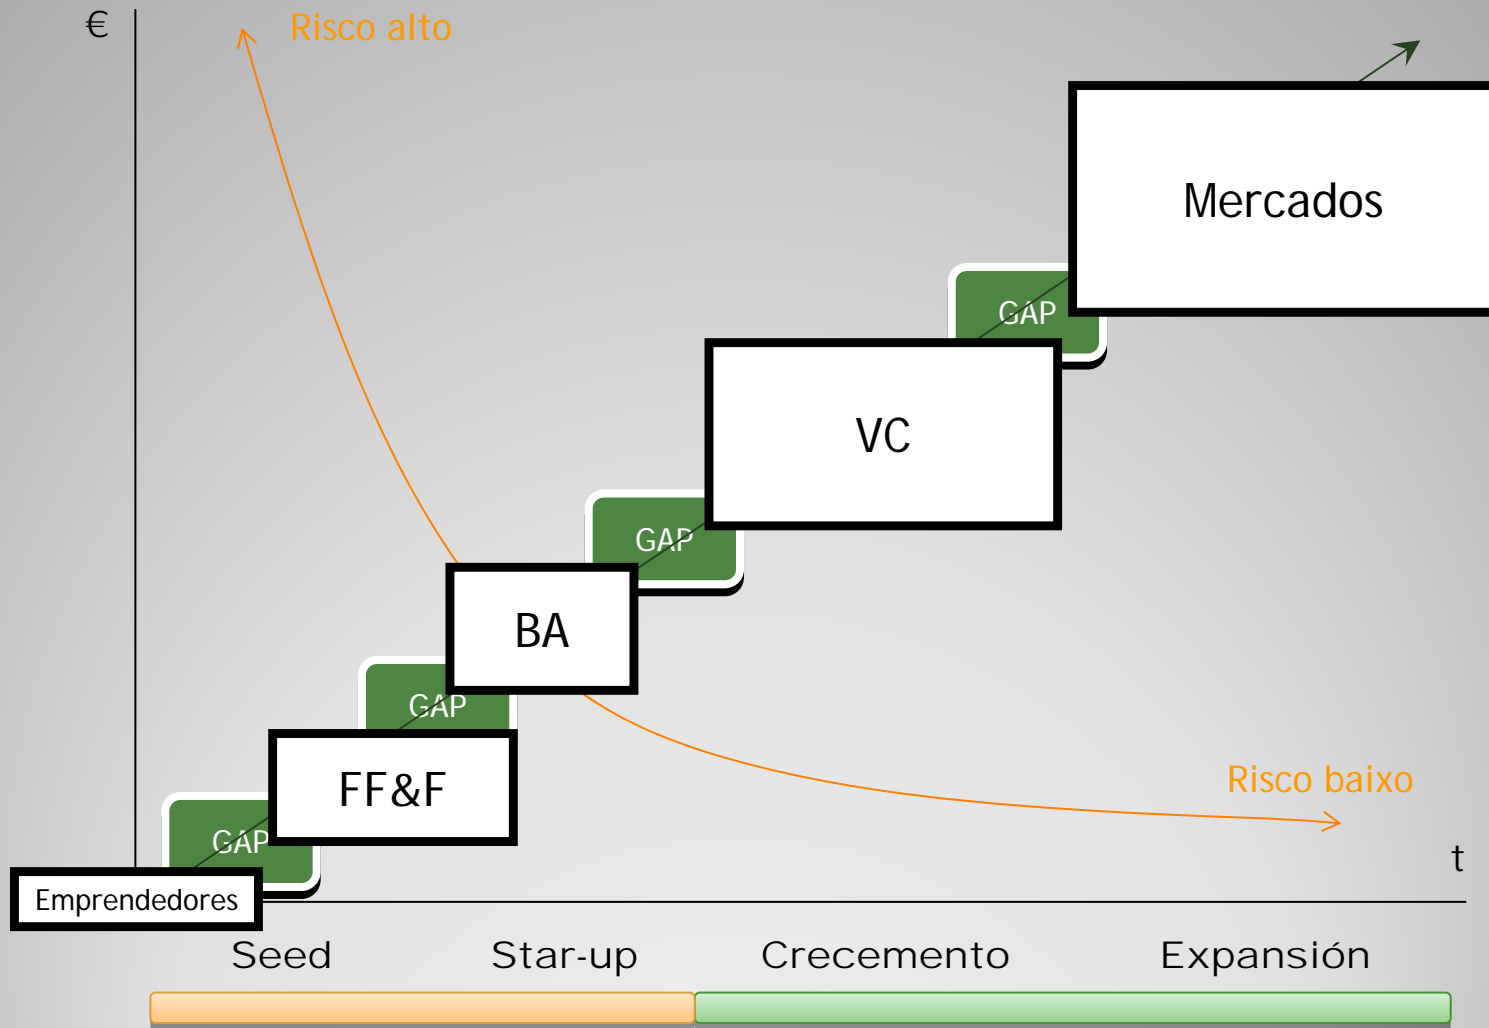 €
Risco alto
Mercados
GAP
VC
GAP
BA
GAP
FF&F
Risco baixo
GAP
t
Emprendedores
Seed
Star-up
Crecemento
Expansión